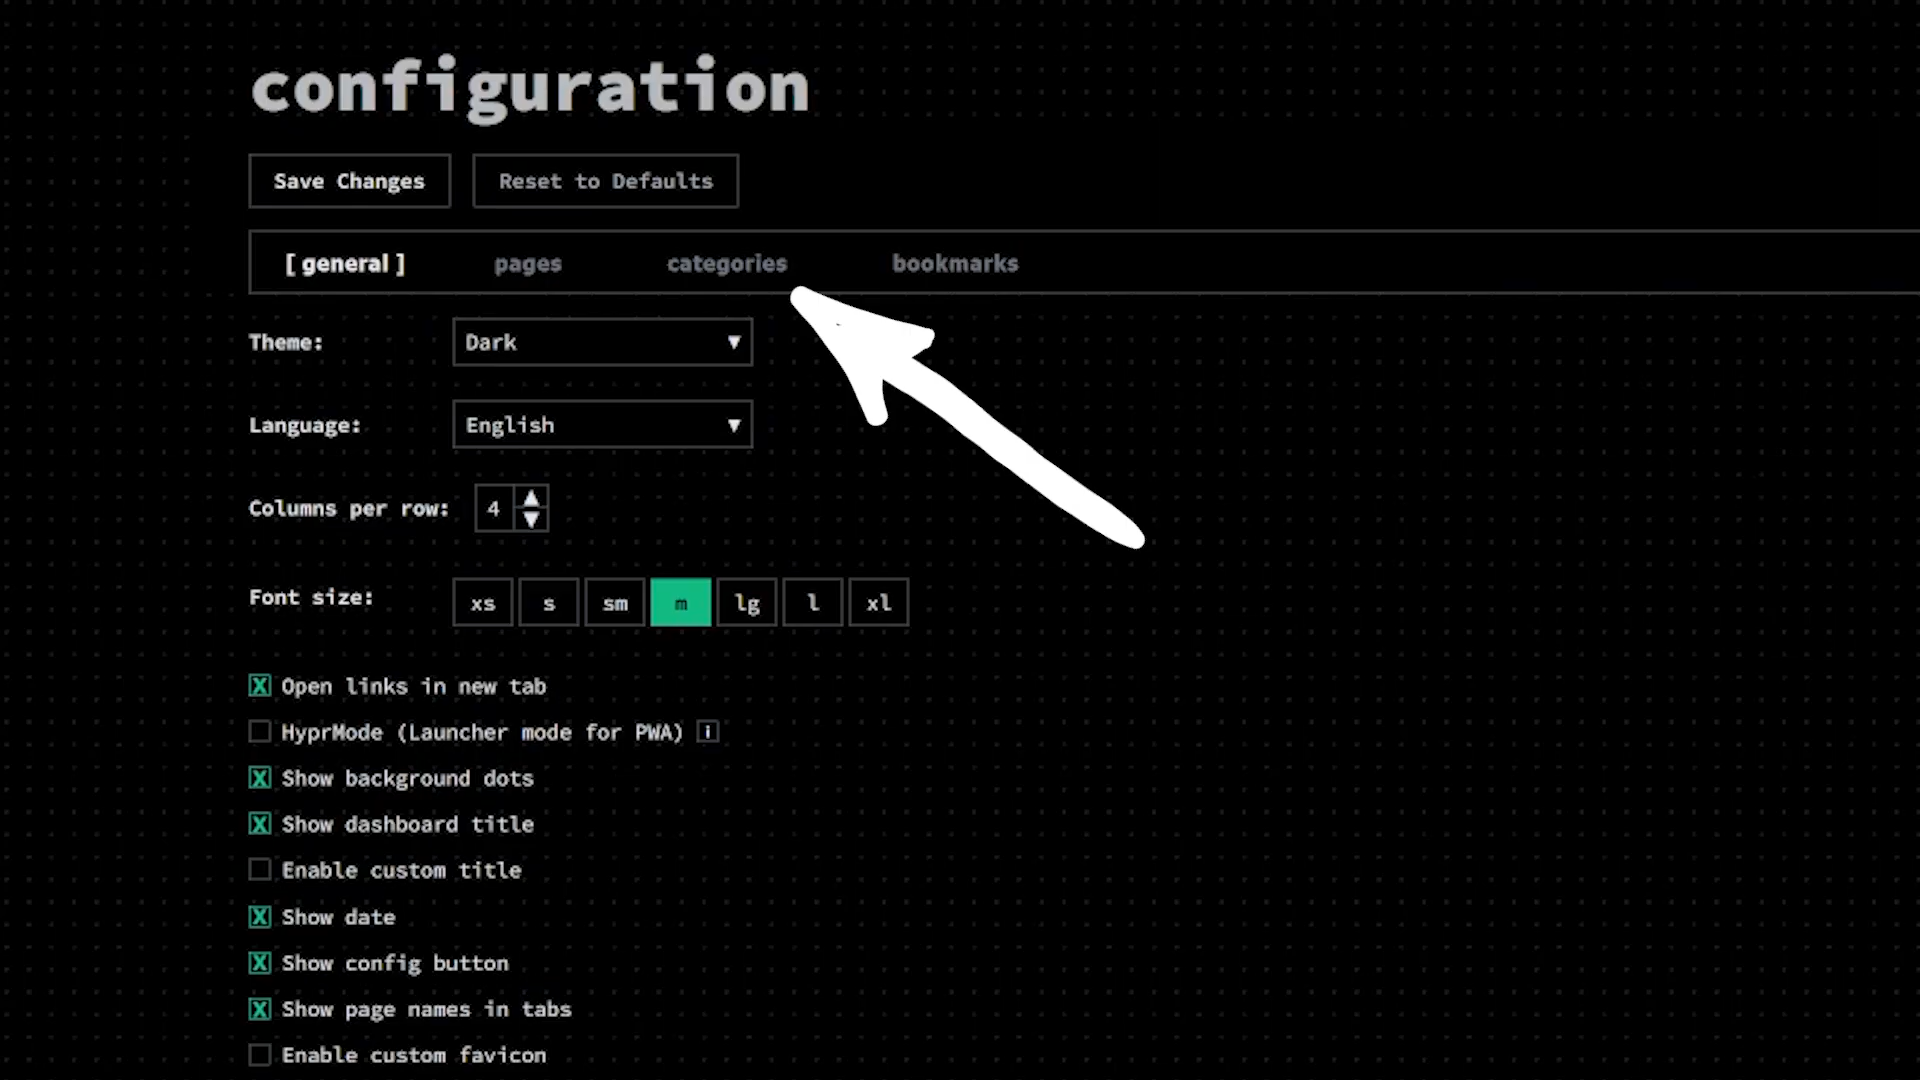 configuration
Save Changes Reset to Defaults
[ general ] pages categories bookmarks
Theme: Dark ▼
Language: English ▼
Columns per row: 4 ▲▼
Font size: xs s sm m lg l xl
X Open links in new tab
HyprMode (Launcher mode for PWA) i
X Show background dots
X Show dashboard title
Enable custom title
X Show date
X Show config button
X Show page names in tabs
Enable custom favicon